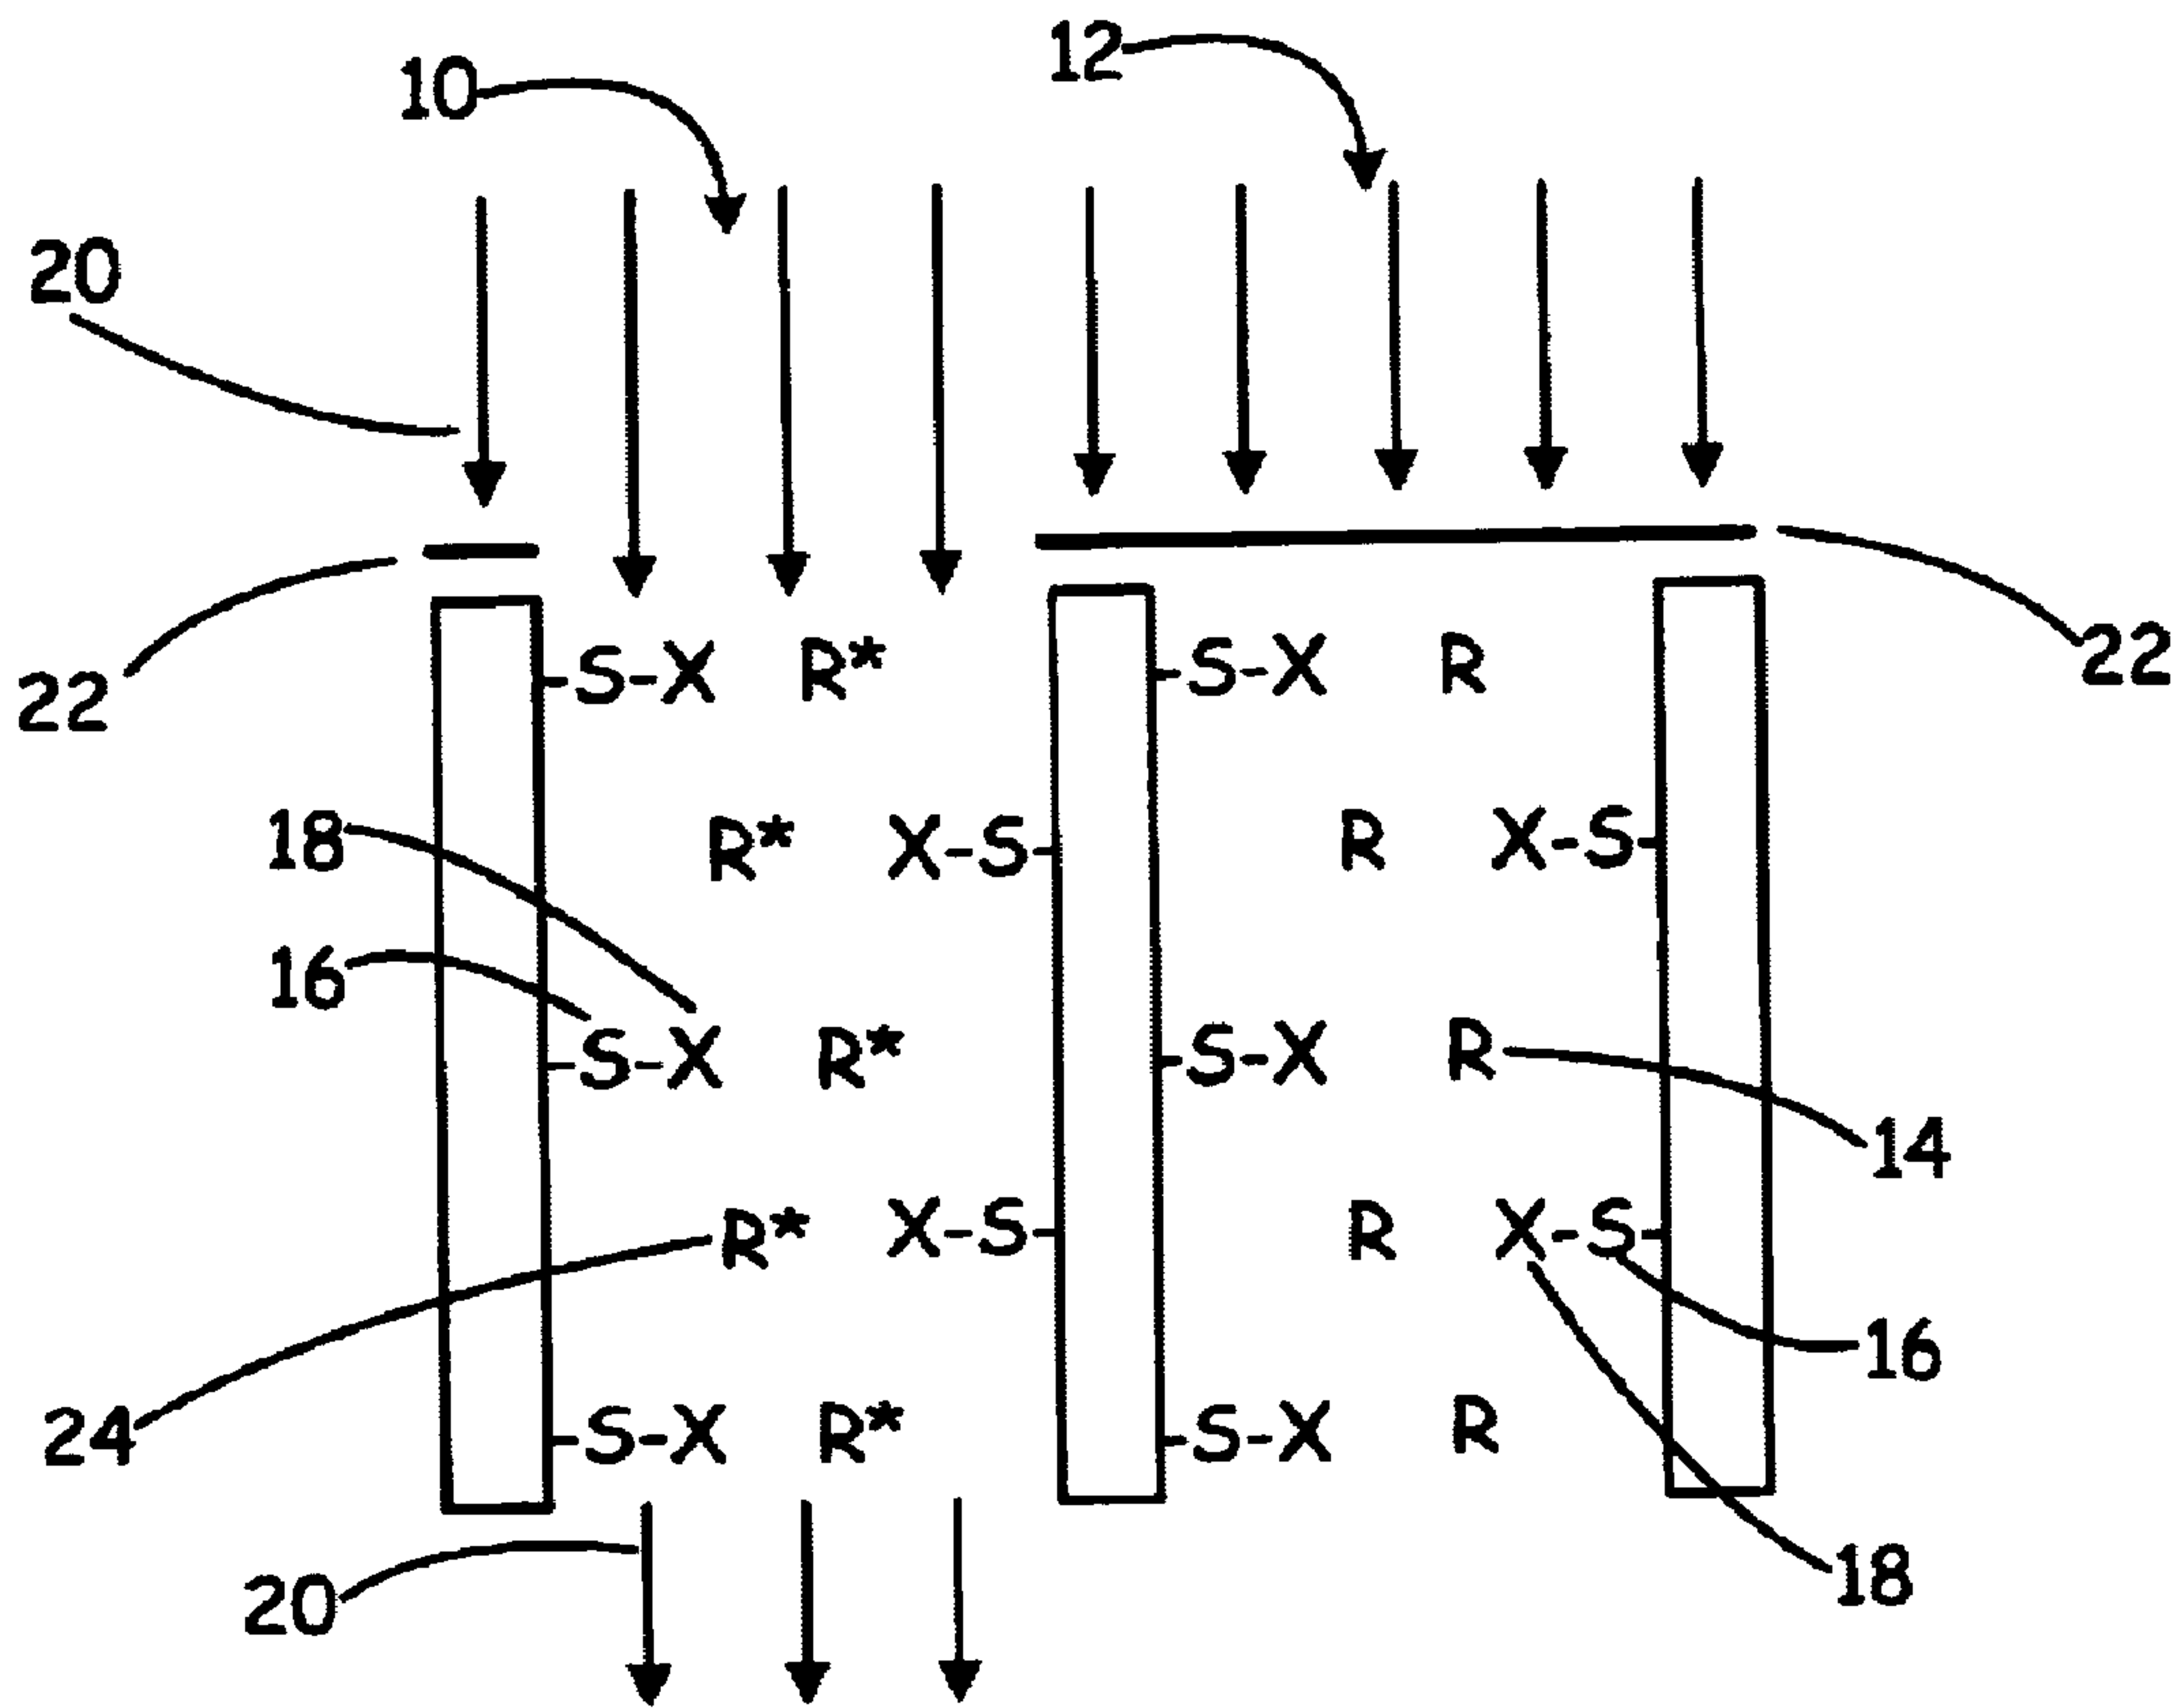 10 12
20
22 22
S-X R* S-X R
18 R* X-S R X-S
16
S-X R* S-X R
14
R* X-S R X-S
16
24 S-X R* S-X R
20 18